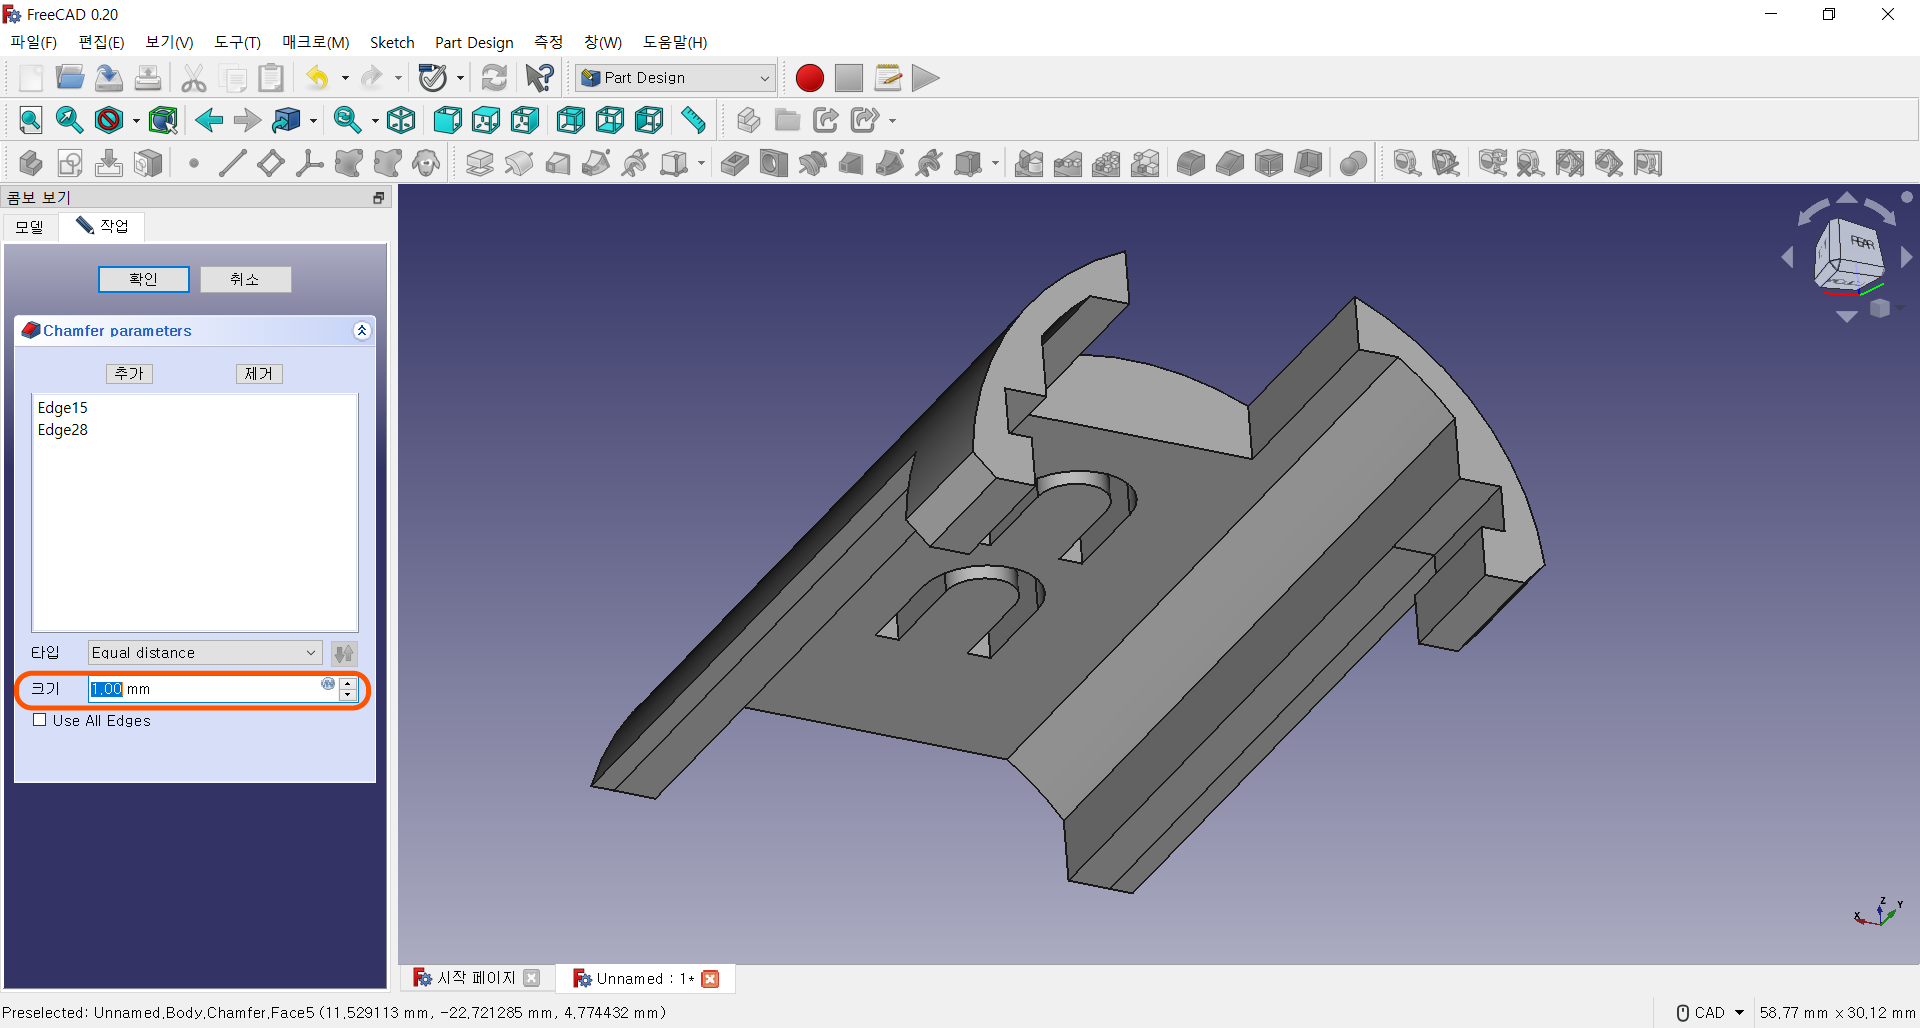 FreeCAD 0.20
파일(F) 편집(E) 보기(V) 도구(T) 매크로(M) Sketch Part Design 측정 창(W) 도움말(H)
Part Design
콤보 보기
모델 작업
확인 취소
Chamfer parameters
추가 제거
Edge15
Edge28
타입 Equal distance
크기 1.00 mm
Use All Edges
REAR
X Z Y
시작 페이지 Unnamed : 1*
Preselected: Unnamed.Body.Chamfer.Face5 (11.529113 mm, -22.721285 mm, 4.774432 mm)
CAD 58.77 mm x 30.12 mm